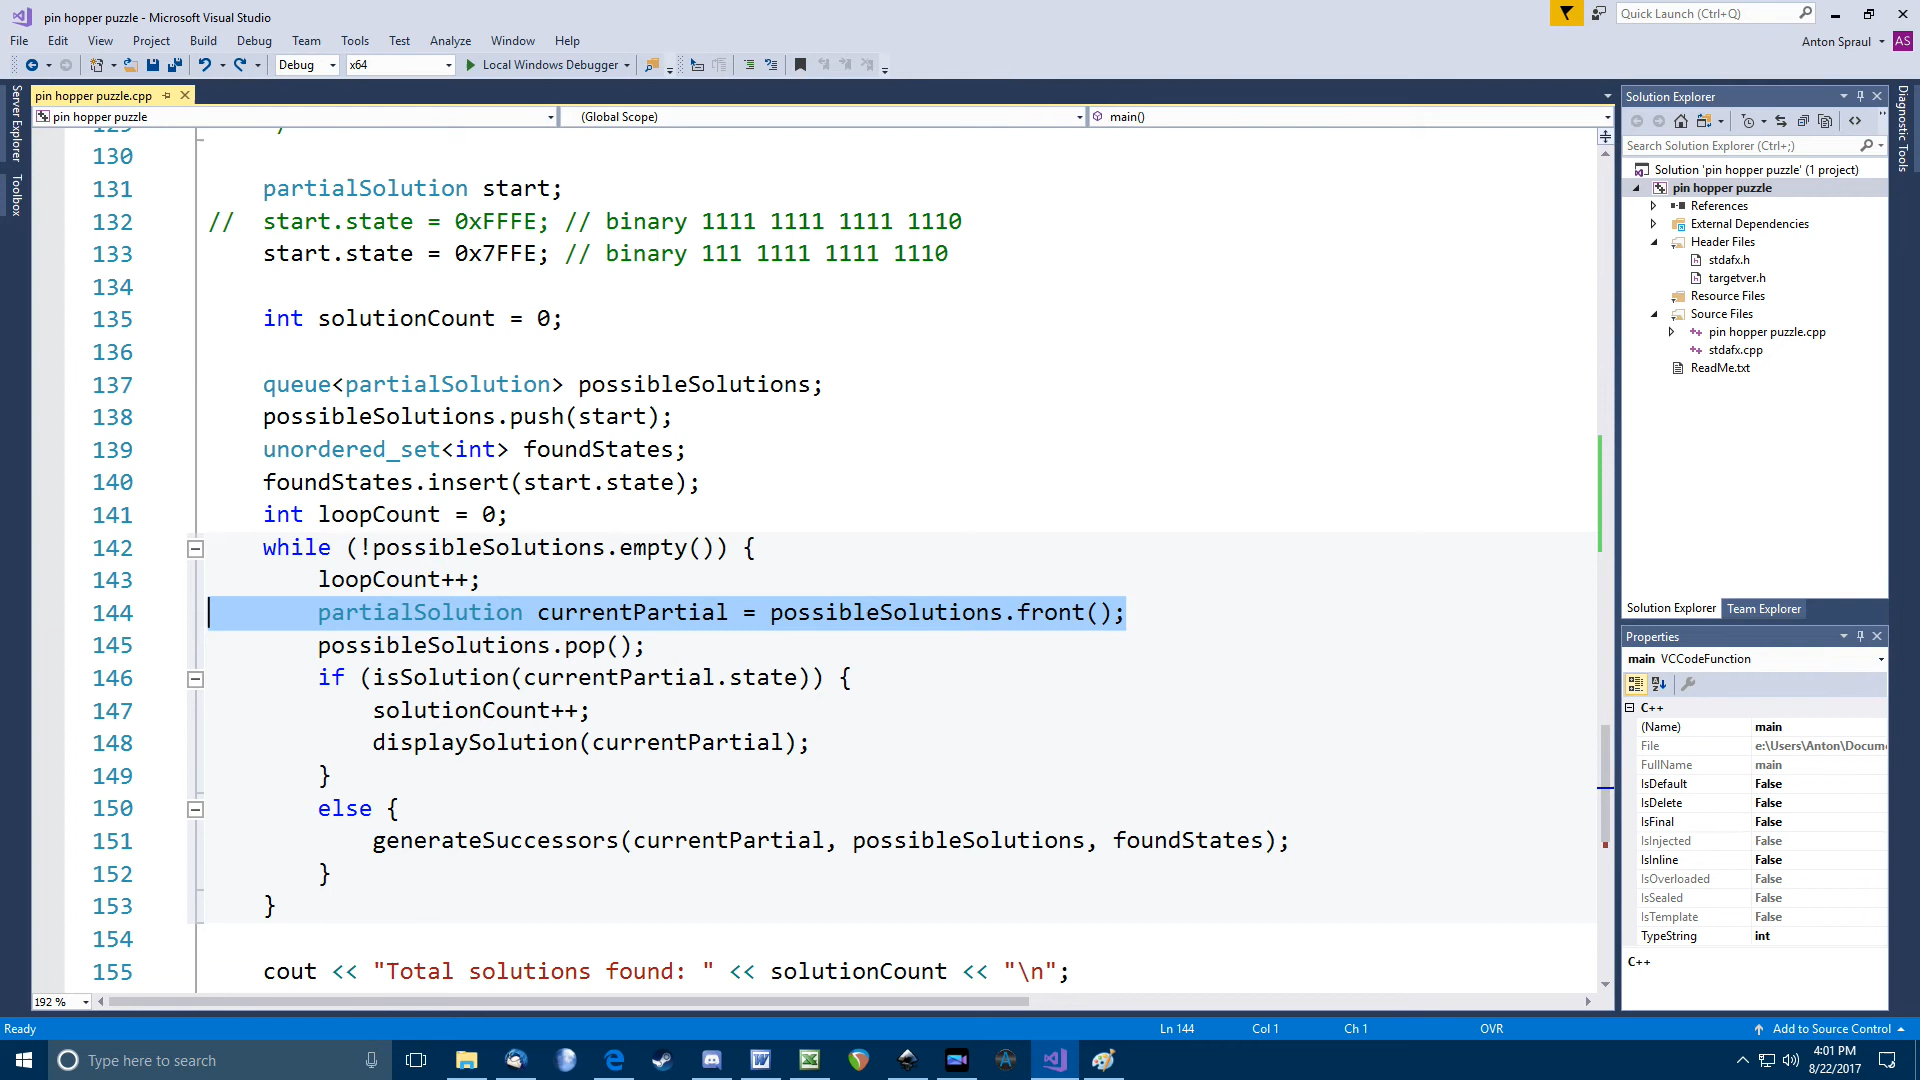 pin hopper puzzle - Microsoft Visual Studio
Quick Launch (Ctrl+Q)
File Edit View Project Build Debug Team Tools Test Analyze Window Help
Anton Spraul
AS
Debug x64 Local Windows Debugger
Server Explorer
Toolbox
pin hopper puzzle.cpp
pin hopper puzzle (Global Scope) main()
129
130
131 partialSolution start;
132 // start.state = 0xFFFE; // binary 1111 1111 1111 1110
133 start.state = 0x7FFE; // binary 111 1111 1111 1110
134
135 int solutionCount = 0;
136
137 queue<partialSolution> possibleSolutions;
138 possibleSolutions.push(start);
139 unordered_set<int> foundStates;
140 foundStates.insert(start.state);
141 int loopCount = 0;
142 while (!possibleSolutions.empty()) {
143 loopCount++;
144 partialSolution currentPartial = possibleSolutions.front();
145 possibleSolutions.pop();
146 if (isSolution(currentPartial.state)) {
147 solutionCount++;
148 displaySolution(currentPartial);
149 }
150 else {
151 generateSuccessors(currentPartial, possibleSolutions, foundStates);
152 }
153 }
154
155 cout << "Total solutions found: " << solutionCount << "\n";
192 %
Solution Explorer
Search Solution Explorer (Ctrl+;)
Solution 'pin hopper puzzle' (1 project)
pin hopper puzzle
References
External Dependencies
Header Files
stdafx.h
targetver.h
Resource Files
Source Files
pin hopper puzzle.cpp
stdafx.cpp
ReadMe.txt
Solution Explorer Team Explorer
Properties
main VCCodeFunction
C++
(Name) main
File e:\Users\Anton\Docume
FullName main
IsDefault False
IsDelete False
IsFinal False
IsInjected False
IsInline False
IsOverloaded False
IsSealed False
IsTemplate False
TypeString int
C++
Diagnostic Tools
Ready Ln 144 Col 1 Ch 1 OVR Add to Source Control
Type here to search
4:01 PM
8/22/2017